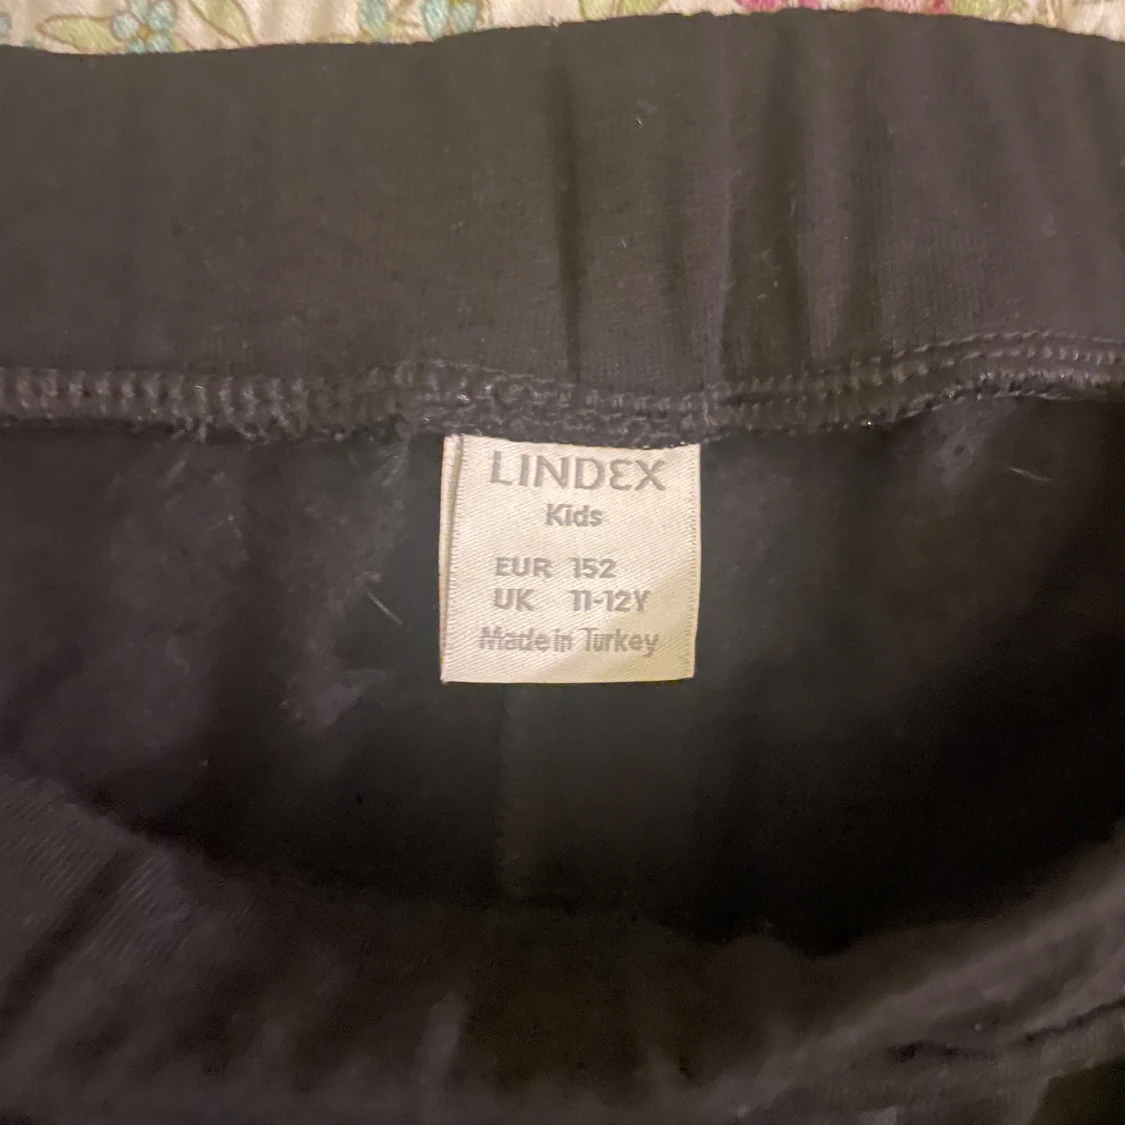 LINDEX
Kids
EUR 152
UK 11-12Y
Made in Turkey